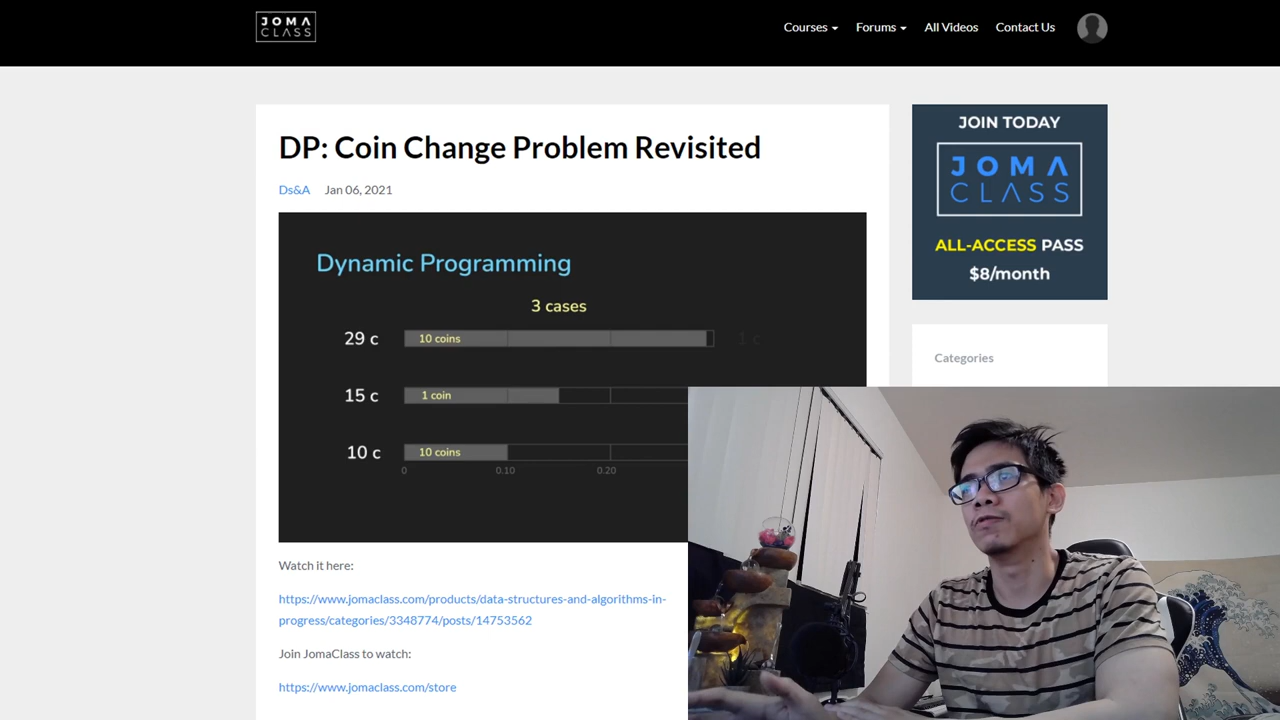 JOMA
CLASS
Courses
Forums
All Videos
Contact Us
DP: Coin Change Problem Revisited
Ds&A Jan 06, 2021
Dynamic Programming
3 cases
29 c 10 coins 1 c
15 c 1 coin
10 c 10 coins
0 0.10 0.20
Watch it here:
https://www.jomaclass.com/products/data-structures-and-algorithms-in-
progress/categories/3348774/posts/14753562
Join JomaClass to watch:
https://www.jomaclass.com/store
JOIN TODAY
JOMA
CLASS
ALL-ACCESS PASS
$8/month
Categories